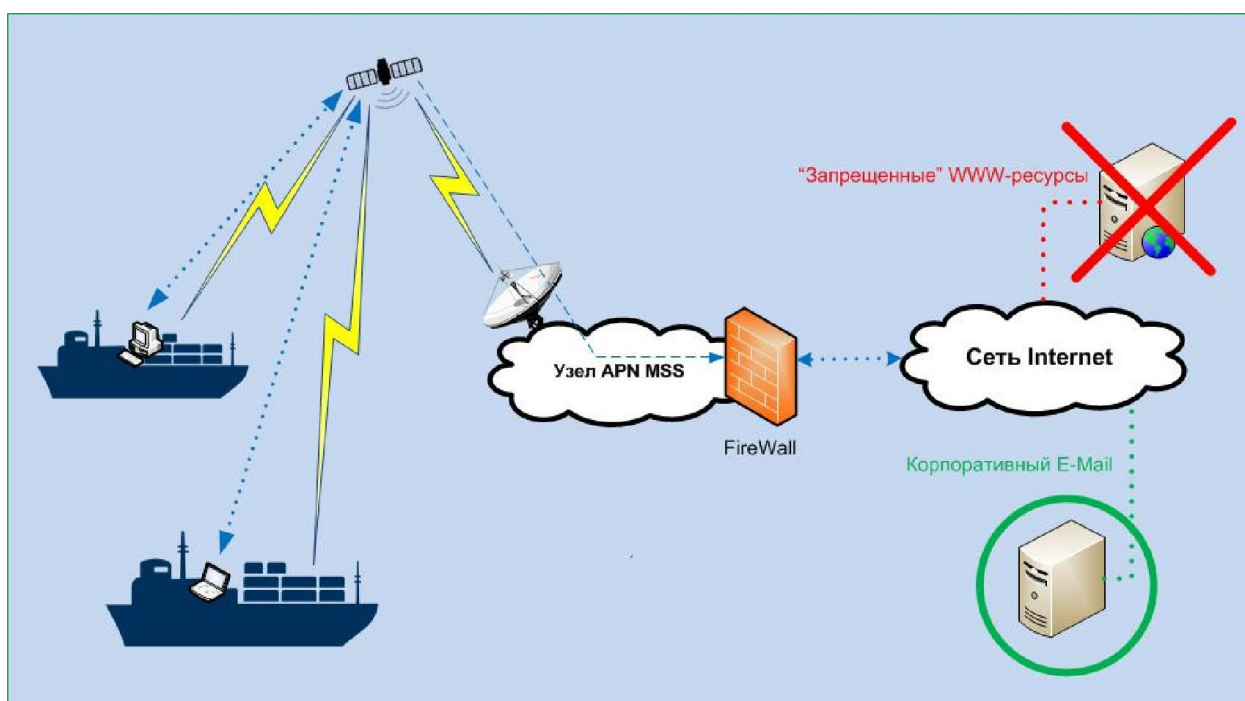 “Запрещенные” WWW-ресурсы
Узел APN MSS
Сеть Internet
FireWall
Корпоративный E-Mail